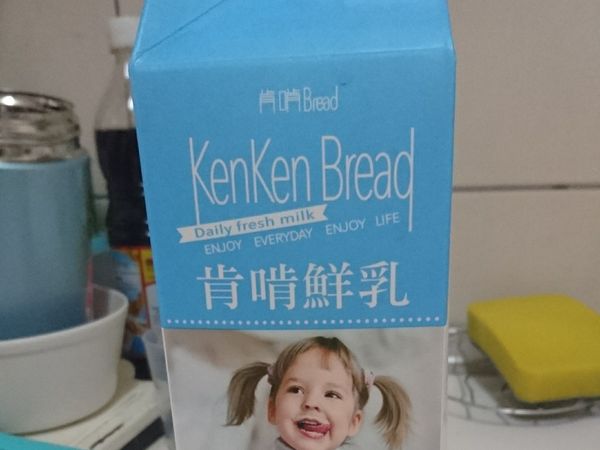 肯啃Bread
KenKen Bread
Daily fresh milk
ENJOY EVERYDAY ENJOY LIFE
肯啃鮮乳